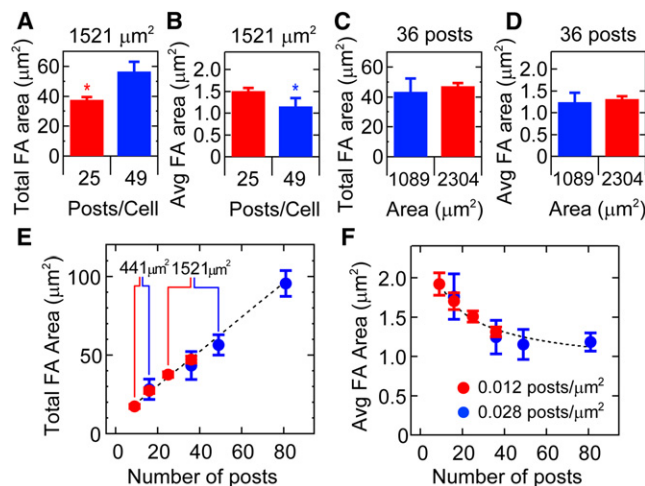 A
1521 μm²
Total FA area (μm²)
60
40
20
0
*
25
49
Posts/Cell
B
1521 μm²
Avg FA area (μm²)
2.0
1.5
1.0
0.5
0
*
25
49
Posts/Cell
C
36 posts
Total FA area (μm²)
60
40
20
0
1089
2304
Area (μm²)
D
36 posts
Avg FA area (μm²)
2.0
1.5
1.0
0.5
0
1089
2304
Area (μm²)
E
Total FA Area (μm²)
100
50
0
441μm²
1521μm²
0
20
40
60
80
Number of posts
F
Avg FA Area (μm²)
2.0
1.5
1.0
0.5
0
0.012 posts/μm²
0.028 posts/μm²
0
20
40
60
80
Number of posts